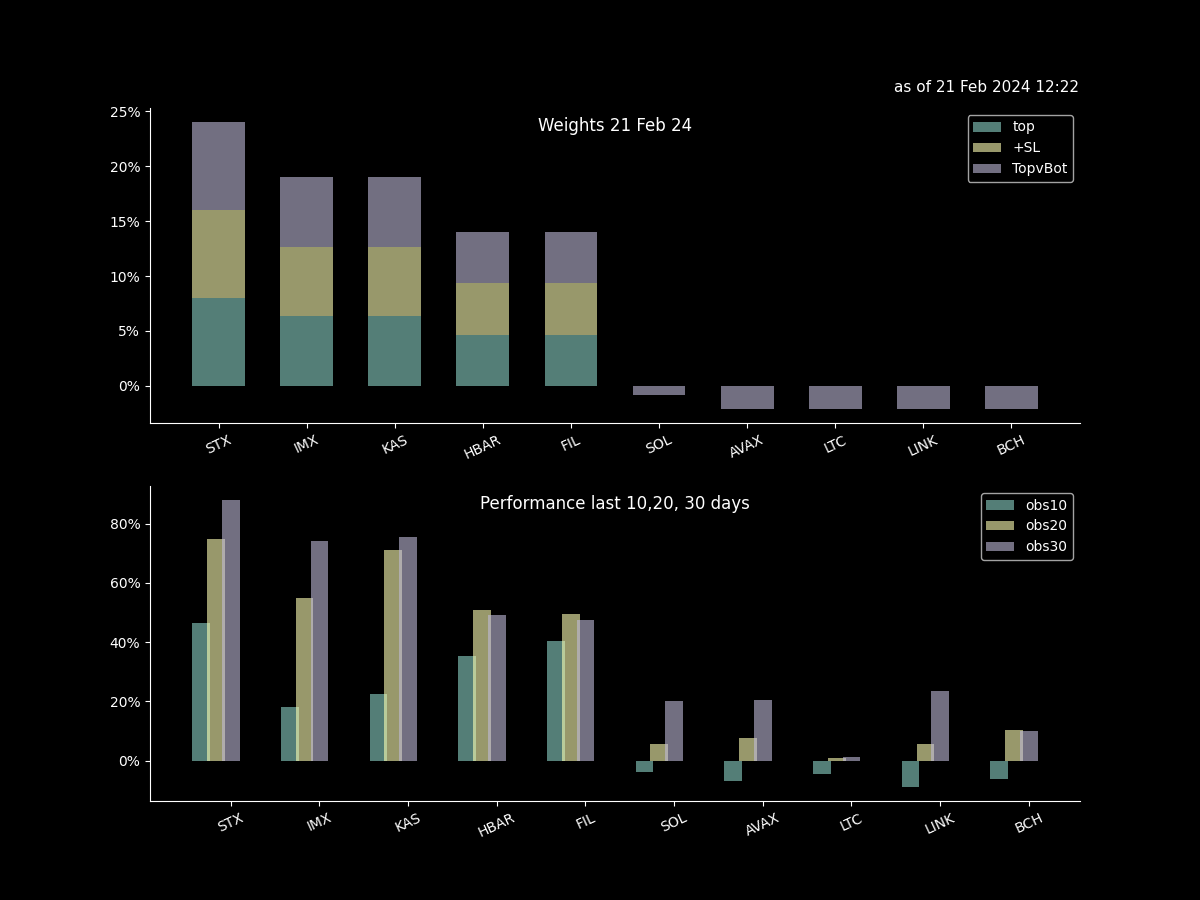 as of 21 Feb 2024 12:22
Weights 21 Feb 24
25%
20%
15%
10%
5%
0%
top
+SL
TopvBot
STX IMX KAS HBAR FIL SOL AVAX LTC LINK BCH
Performance last 10,20, 30 days
80%
60%
40%
20%
0%
obs10
obs20
obs30
STX IMX KAS HBAR FIL SOL AVAX LTC LINK BCH